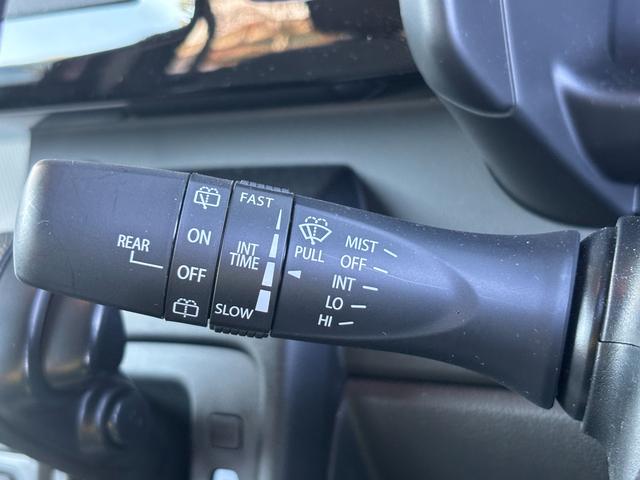 REAR
ON
OFF
FAST
INT
TIME
SLOW
PULL
MIST
OFF
INT
LO
HI